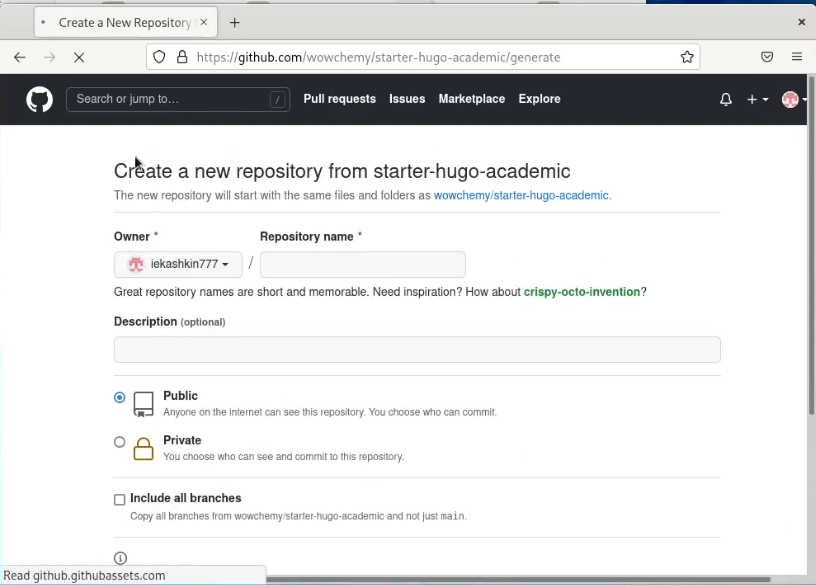 Create a New Repository
https://github.com/wowchemy/starter-hugo-academic/generate
Search or jump to…
/
Pull requests
Issues
Marketplace
Explore
Create a new repository from starter-hugo-academic
The new repository will start with the same files and folders as wowchemy/starter-hugo-academic.
Owner *
Repository name *
iekashkin777
/
Great repository names are short and memorable. Need inspiration? How about crispy-octo-invention?
Description (optional)
Public
Anyone on the internet can see this repository. You choose who can commit.
Private
You choose who can see and commit to this repository.
Include all branches
Copy all branches from wowchemy/starter-hugo-academic and not just main.
Read github.githubassets.com